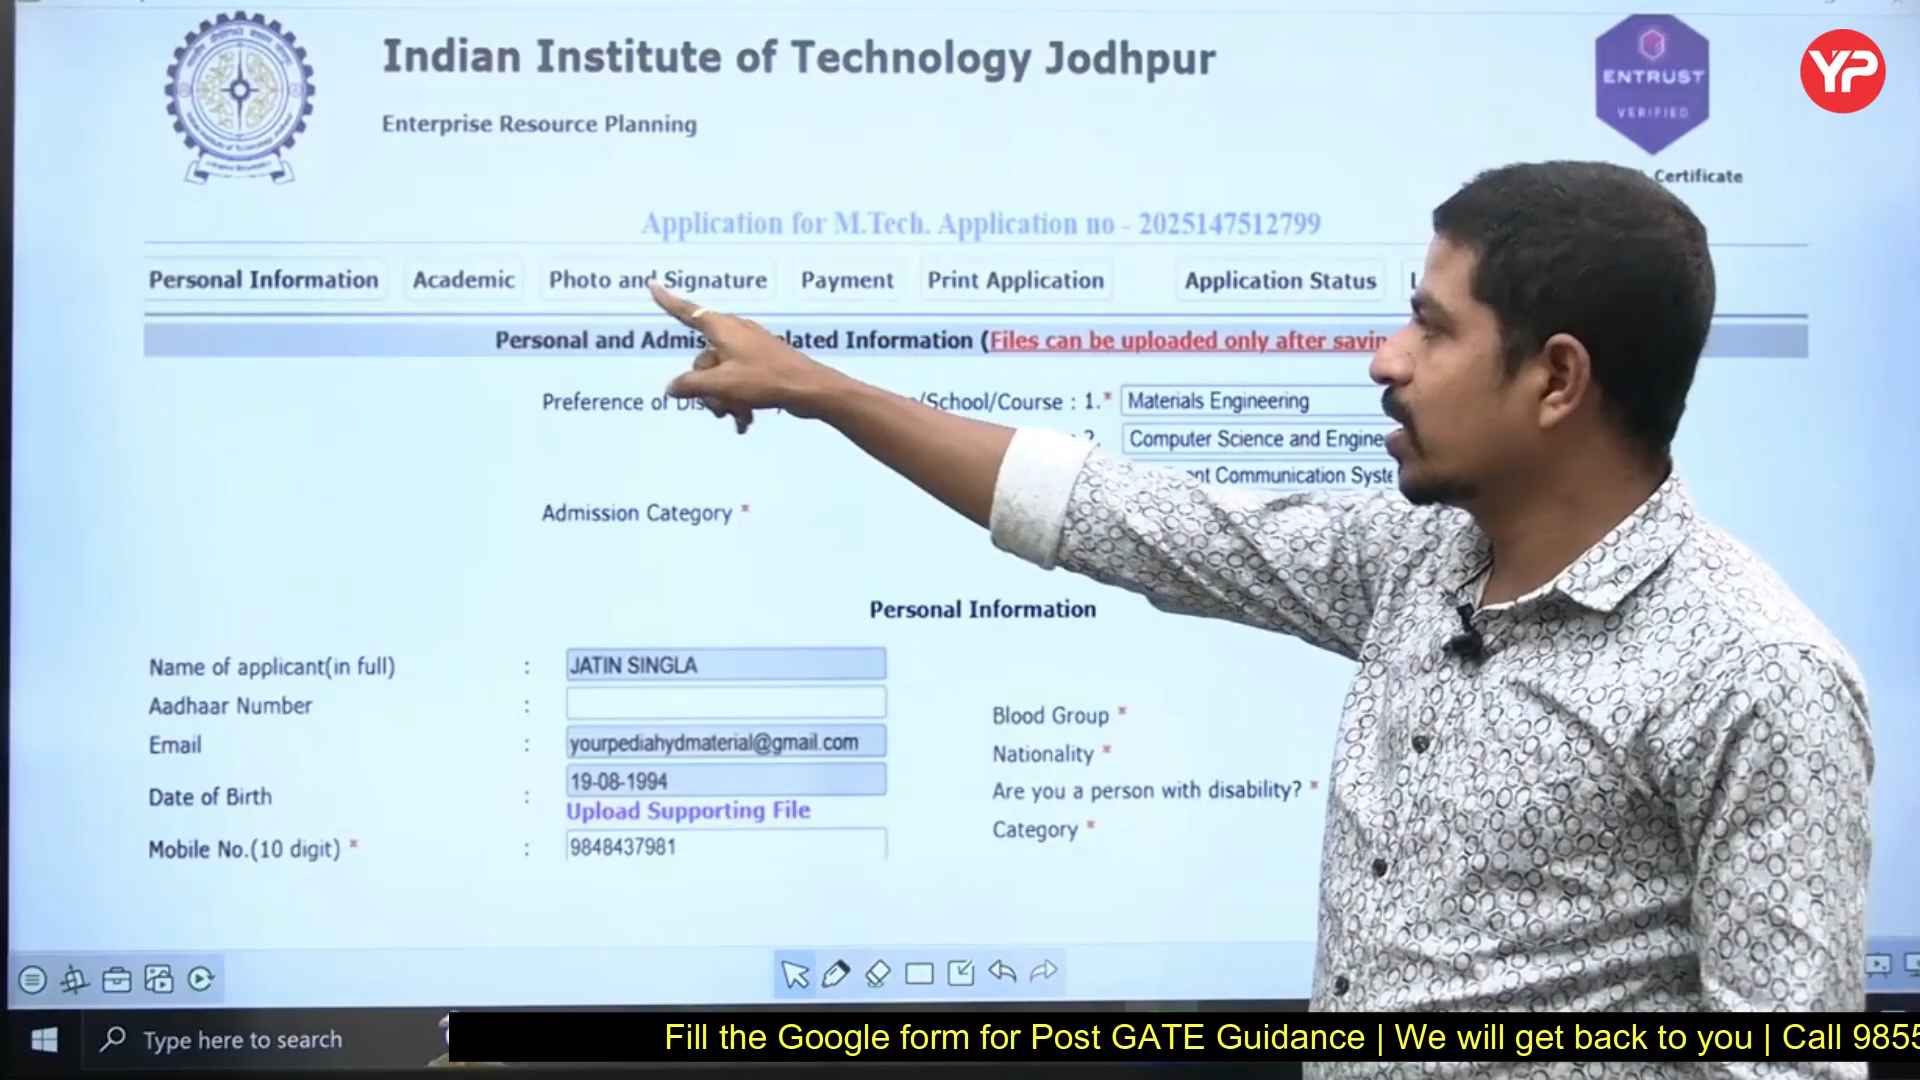 Indian Institute of Technology Jodhpur
Enterprise Resource Planning
ENTRUST
VERIFIED
Certificate
YP
Application for M.Tech. Application no - 2025147512799
Personal Information Academic Photo and Signature Payment Print Application Application Status
Personal and Admis lated Information (Files can be uploaded only after savin
Preference of Dis /School/Course : 1.* Materials Engineering
2. Computer Science and Engine
nt Communication Syste
Admission Category *
Personal Information
Name of applicant(in full) : JATIN SINGLA
Aadhaar Number :
Blood Group *
Email : yourpediahydmaterial@gmail.com
Nationality *
Date of Birth : 19-08-1994
Are you a person with disability? *
Upload Supporting File
Category *
Mobile No.(10 digit) * : 9848437981
Type here to search
Fill the Google form for Post GATE Guidance | We will get back to you | Call 9855